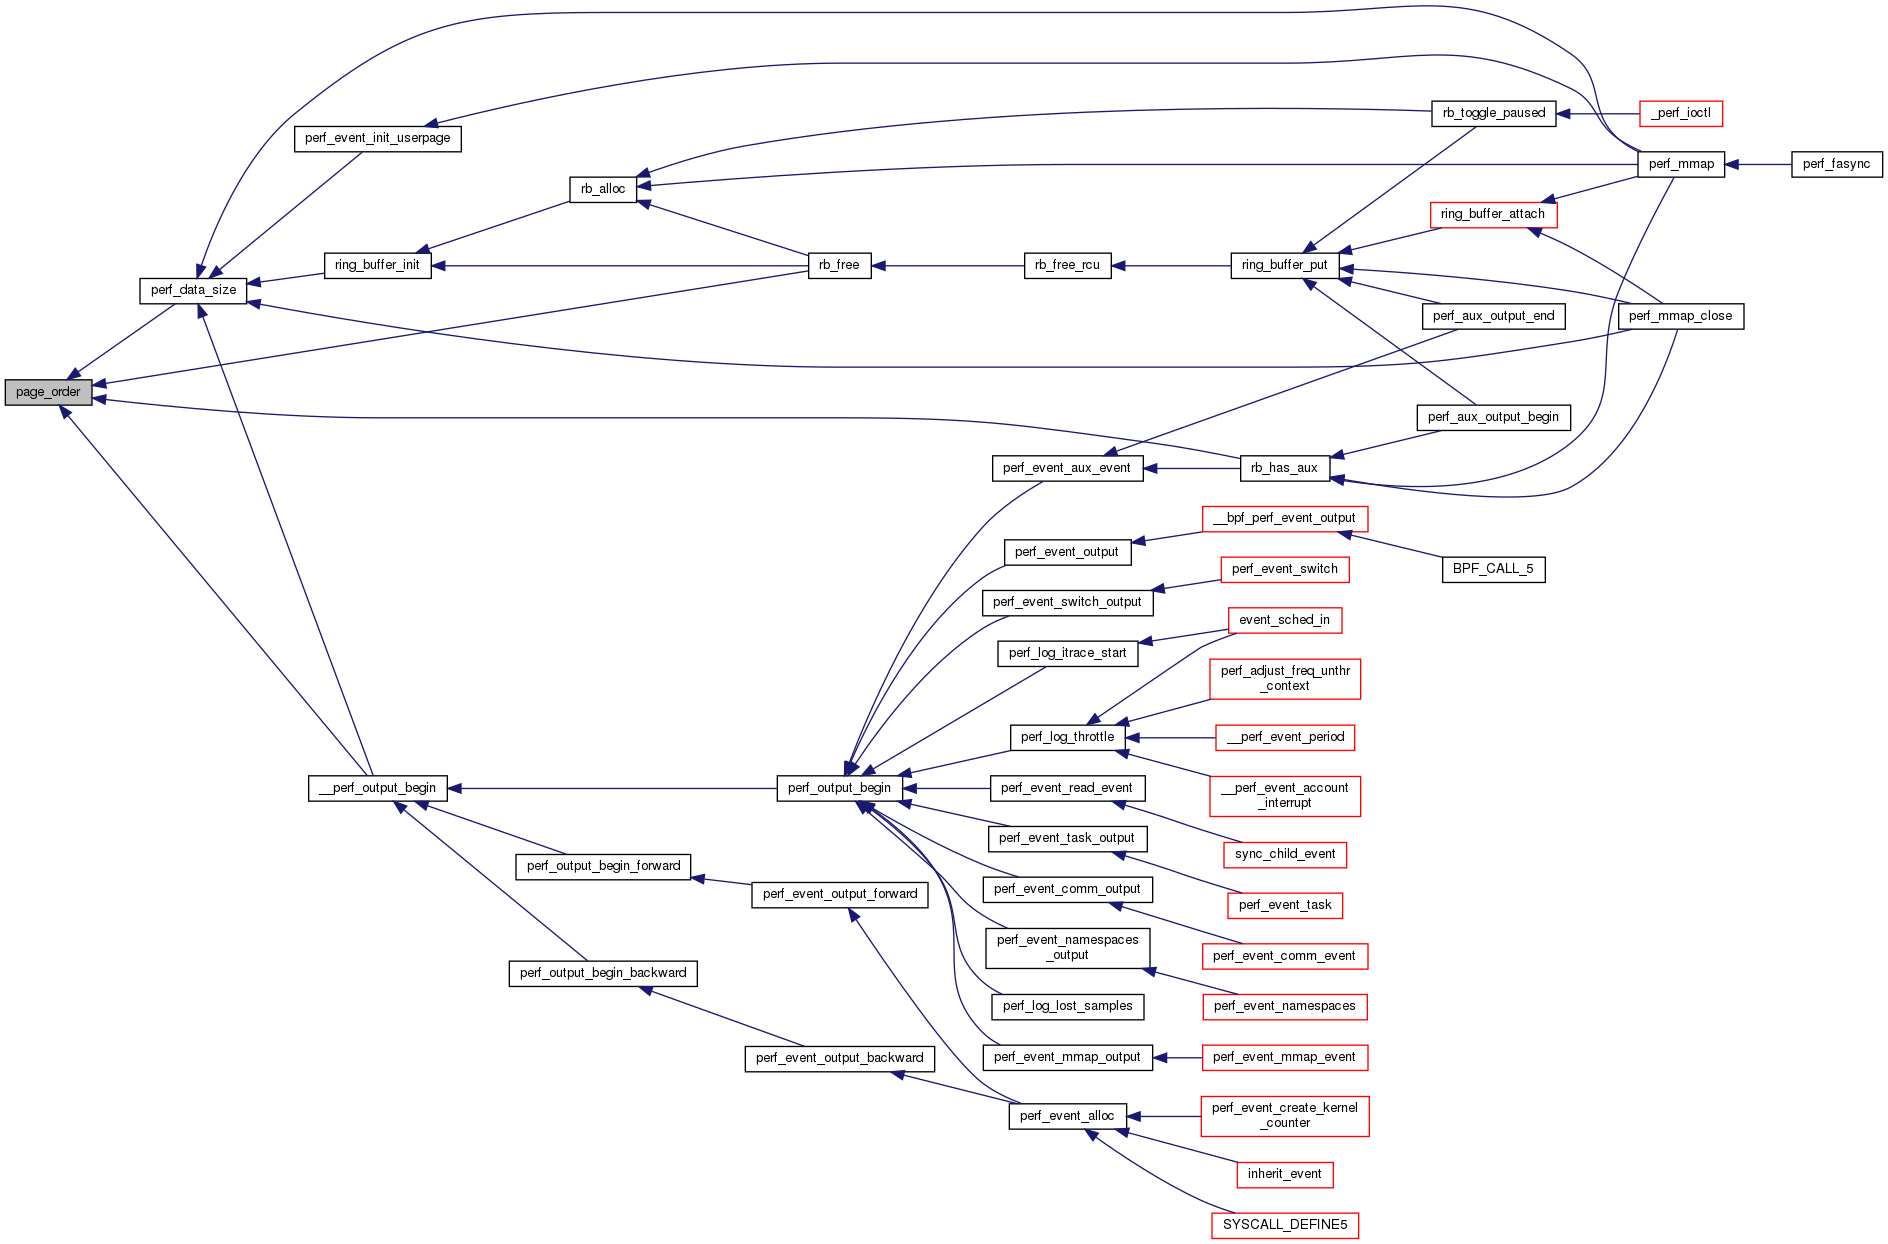 rb_toggle_paused
_perf_ioctl
perf_event_init_userpage
perf_mmap
perf_fasync
rb_alloc
ring_buffer_attach
ring_buffer_init
rb_free
rb_free_rcu
ring_buffer_put
perf_data_size
perf_aux_output_end
perf_mmap_close
page_order
perf_aux_output_begin
perf_event_aux_event
rb_has_aux
__bpf_perf_event_output
perf_event_output
BPF_CALL_5
perf_event_switch
perf_event_switch_output
event_sched_in
perf_log_itrace_start
perf_adjust_freq_unthr
_context
perf_log_throttle
__perf_event_period
__perf_output_begin
perf_output_begin
perf_event_read_event
__perf_event_account
_interrupt
perf_event_task_output
sync_child_event
perf_output_begin_forward
perf_event_comm_output
perf_event_output_forward
perf_event_task
perf_event_namespaces
_output
perf_event_comm_event
perf_output_begin_backward
perf_log_lost_samples
perf_event_namespaces
perf_event_output_backward
perf_event_mmap_output
perf_event_mmap_event
perf_event_alloc
perf_event_create_kernel
_counter
inherit_event
SYSCALL_DEFINE5